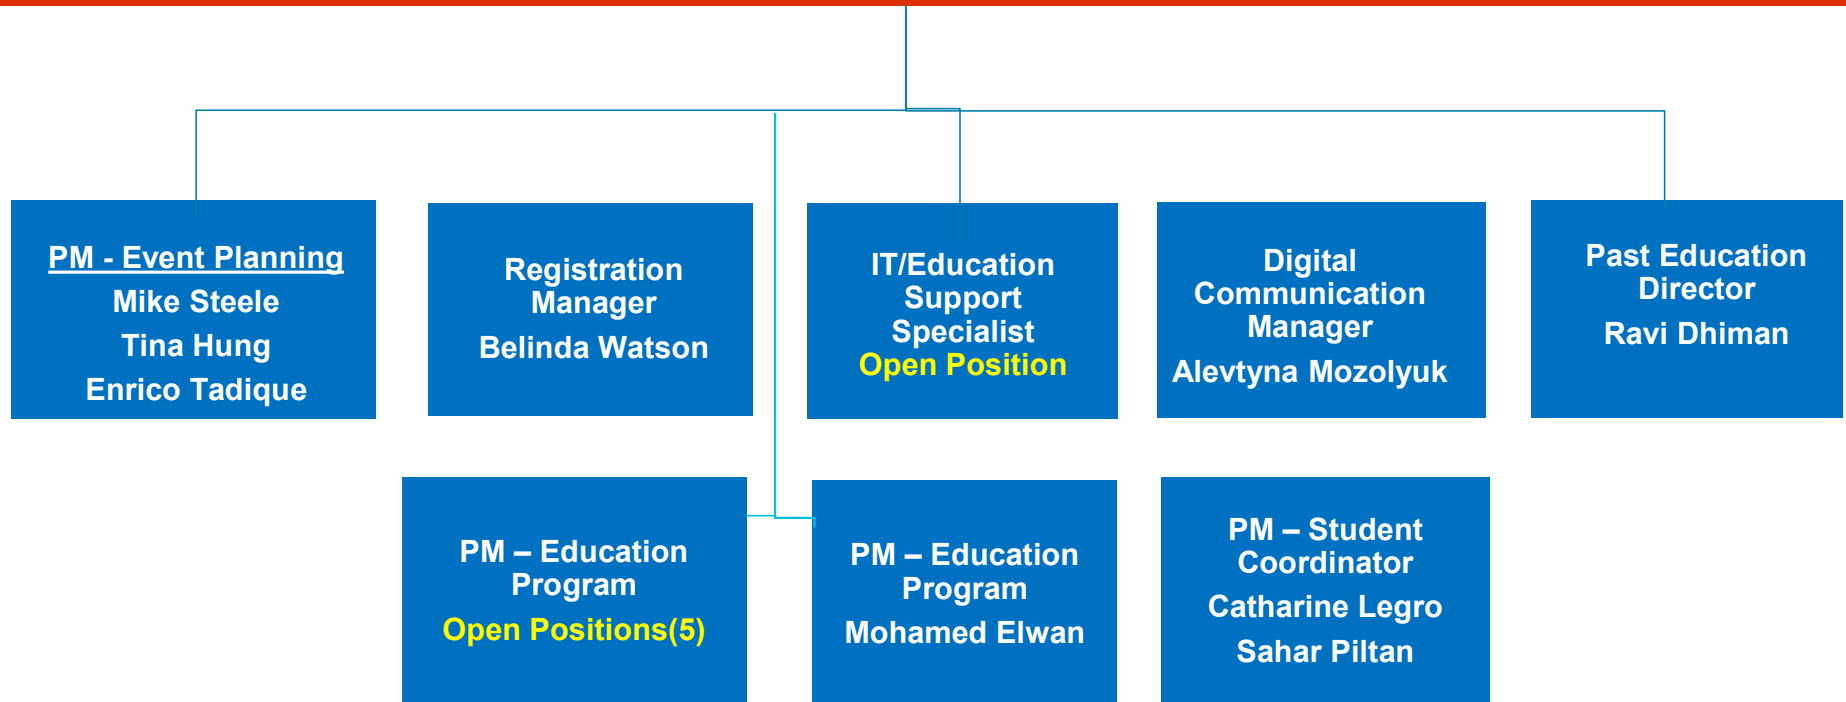 PM - Event Planning
Mike Steele
Tina Hung
Enrico Tadique
Registration
Manager
Belinda Watson
IT/Education
Support
Specialist
Open Position
Digital
Communication
Manager
Alevtyna Mozolyuk
Past Education
Director
Ravi Dhiman
PM – Education
Program
Open Positions(5)
PM – Education
Program
Mohamed Elwan
PM – Student
Coordinator
Catharine Legro
Sahar Piltan